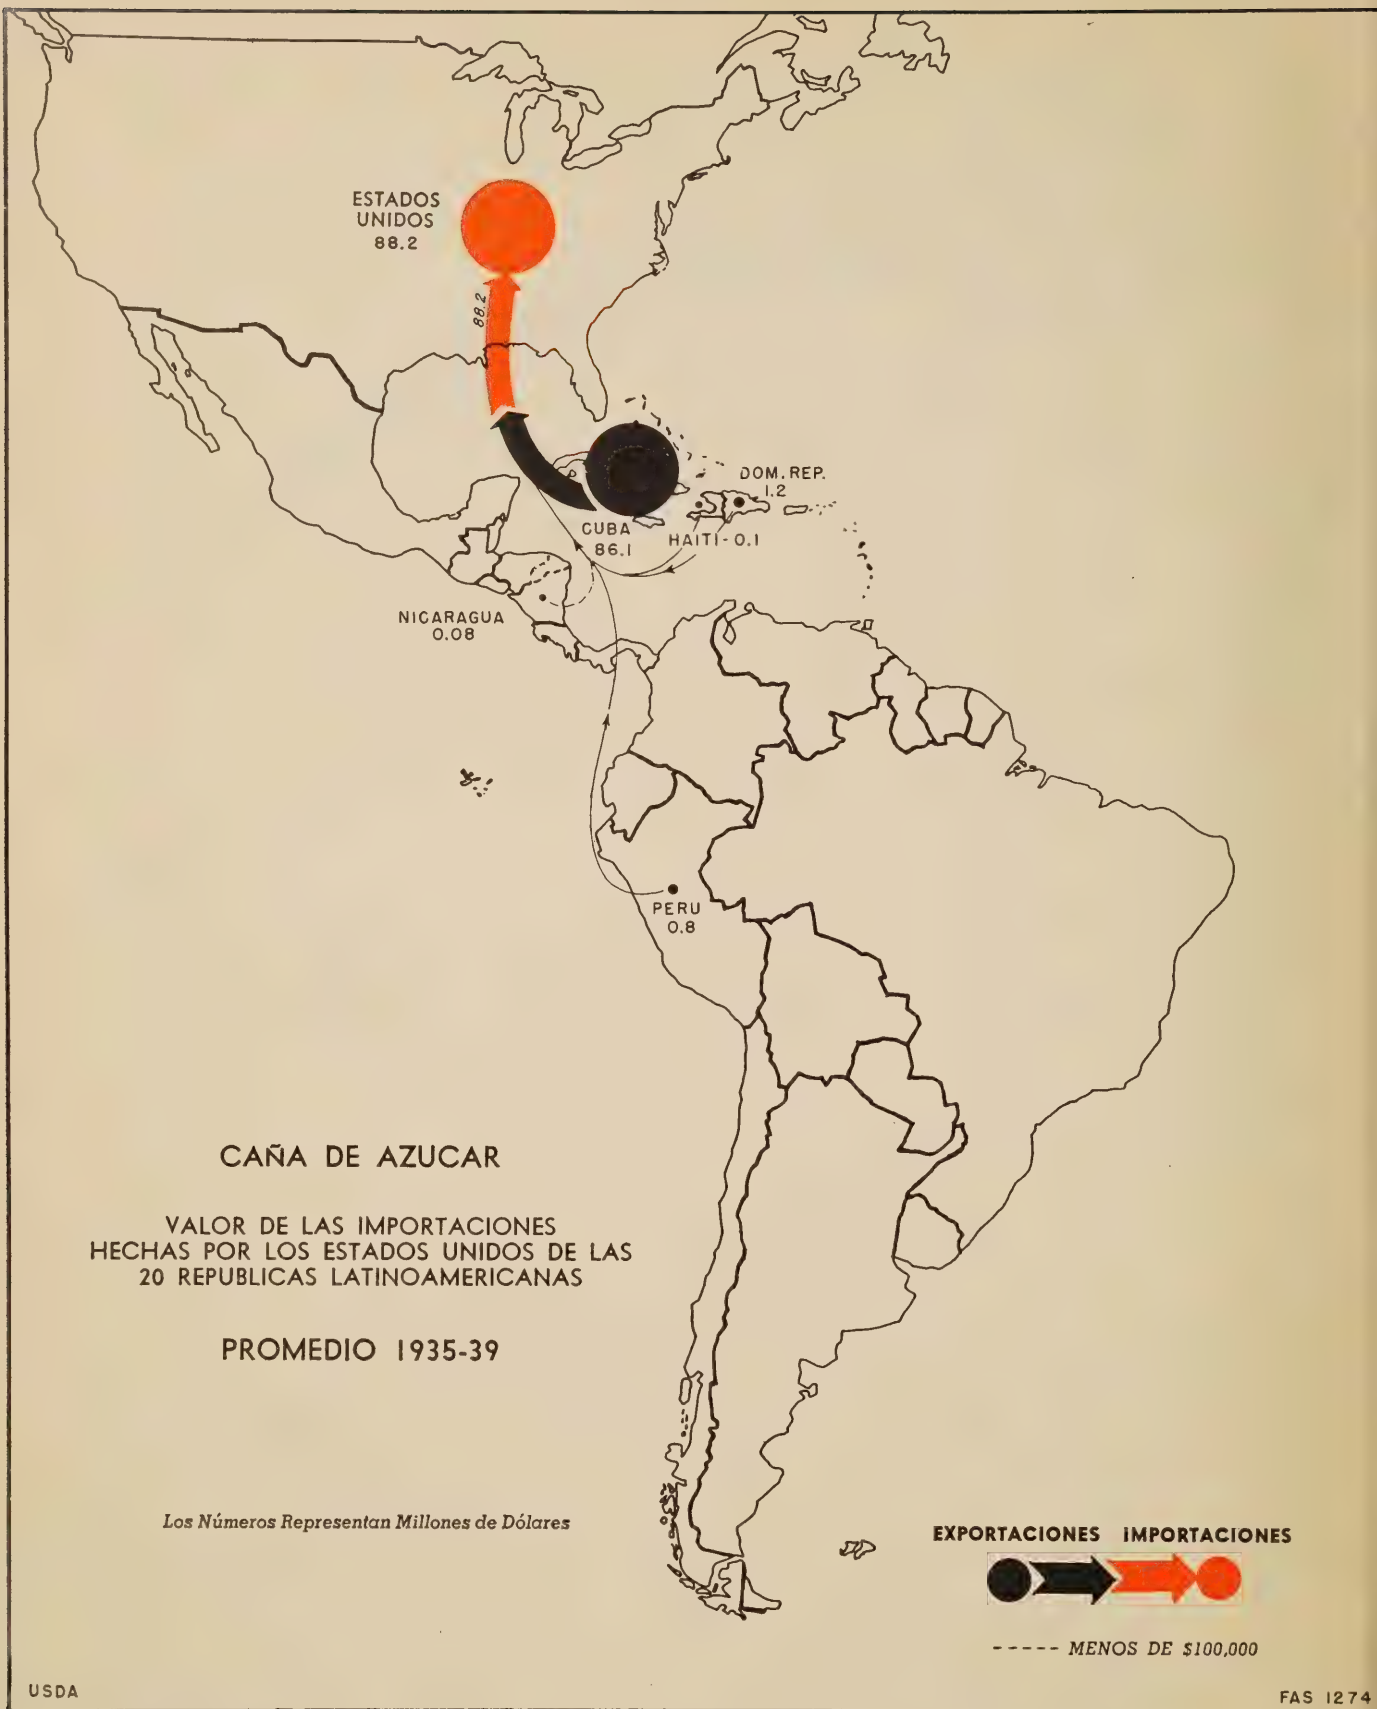 ESTADOS
UNIDOS
88.2
88.2
DOM. REP.
1.2
CUBA
86.1
HAITI - 0.1
NICARAGUA
0.08
PERU
0.8
CAÑA DE AZUCAR
VALOR DE LAS IMPORTACIONES
HECHAS POR LOS ESTADOS UNIDOS DE LAS
20 REPUBLICAS LATINOAMERICANAS
PROMEDIO 1935-39
Los Números Representan Millones de Dólares
EXPORTACIONES IMPORTACIONES
----- MENOS DE $100,000
USDA
FAS 1274